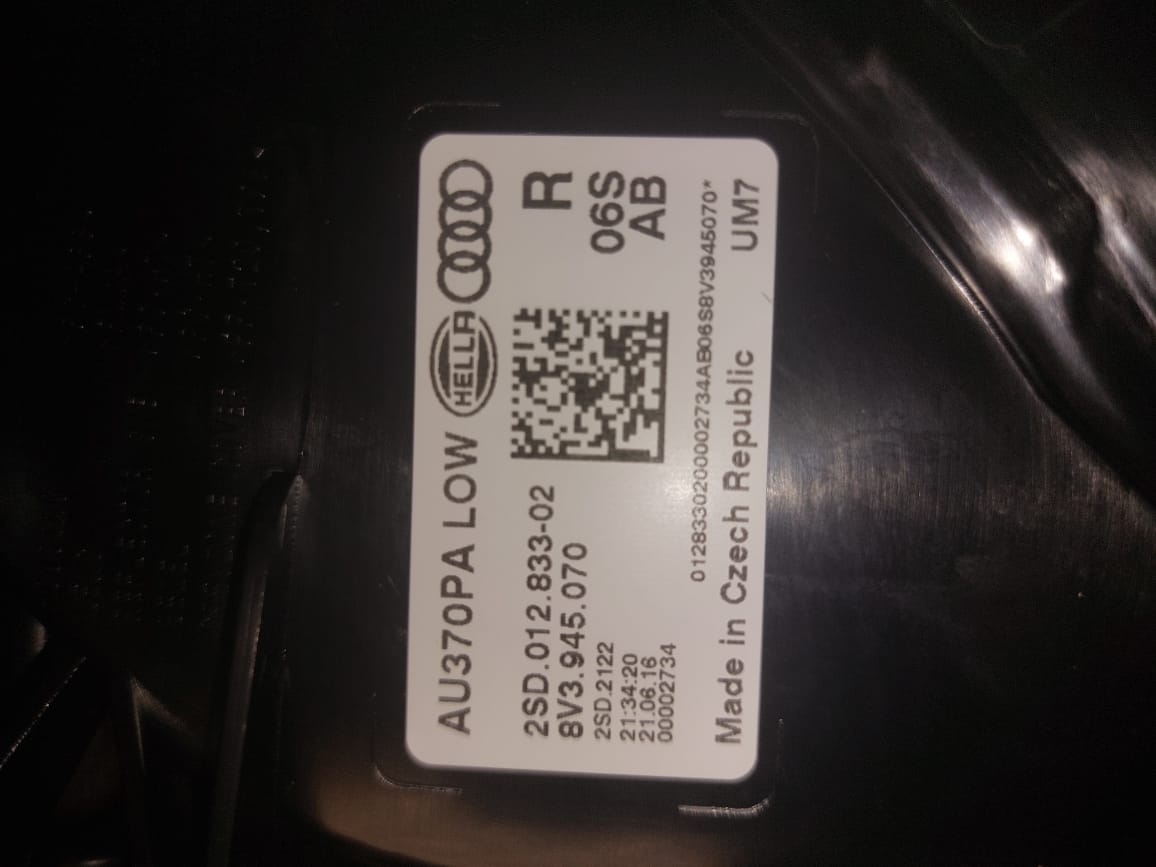 AU370PA LOW HELLA
2SD.012.833-02 R
8V3.945.070
2SD.2122 06S
21:34:20 AB
21.06.16
00002734
0128330200002734AB06S8V3945070*
Made in Czech Republic UM7